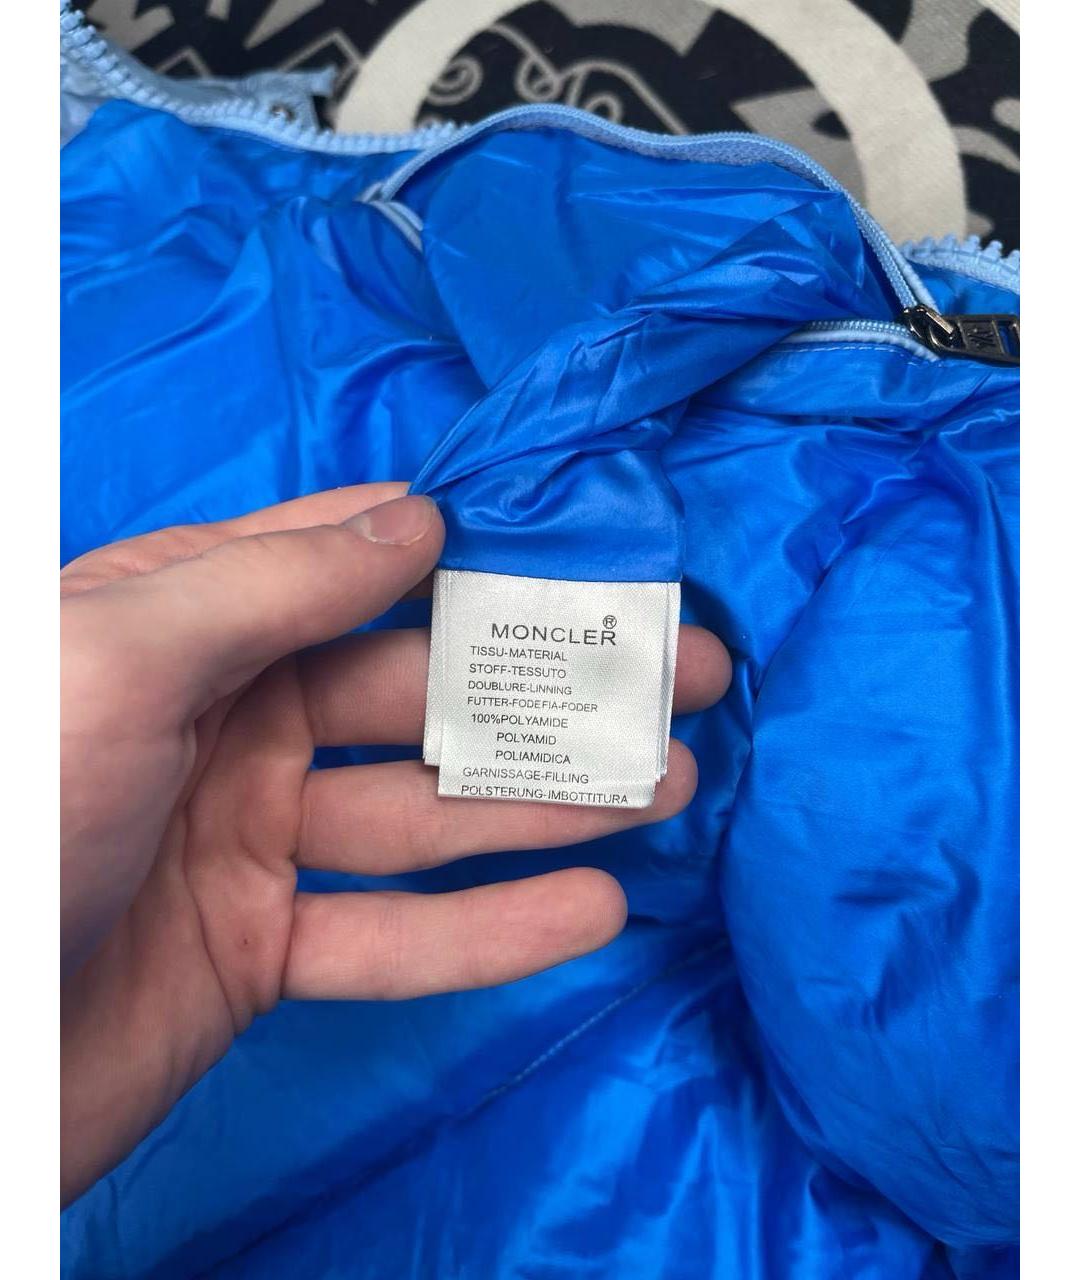 MONCLER®
TISSU-MATERIAL
STOFF-TESSUTO
DOUBLURE-LINNING
FUTTER-FODEFIA-FODER
100%POLYAMIDE
POLYAMID
POLIAMIDICA
GARNISSAGE-FILLING
POLSTERUNG-IMBOTTITURA